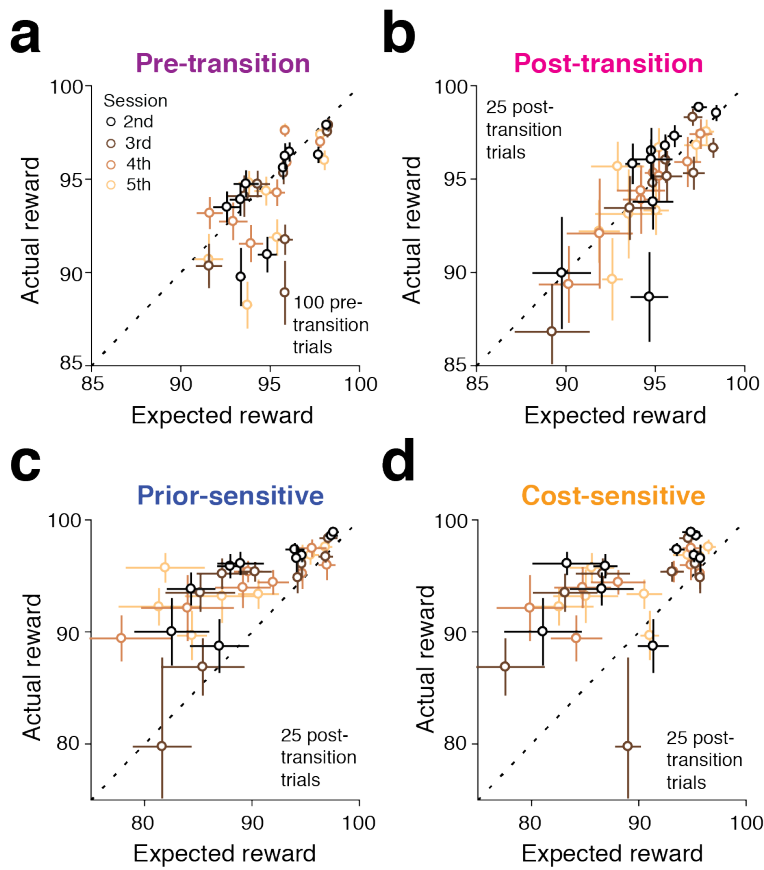 a
Pre-transition
100
95
90
85
85
90
95
100
Actual reward
Expected reward
Session
2nd
3rd
4th
5th
100 pre-
transition
trials
b
Post-transition
100
95
90
85
85
90
95
100
Actual reward
Expected reward
25 post-
transition
trials
c
Prior-sensitive
100
90
80
80
90
100
Actual reward
Expected reward
25 post-
transition
trials
d
Cost-sensitive
100
90
80
80
90
100
Actual reward
Expected reward
25 post-
transition
trials